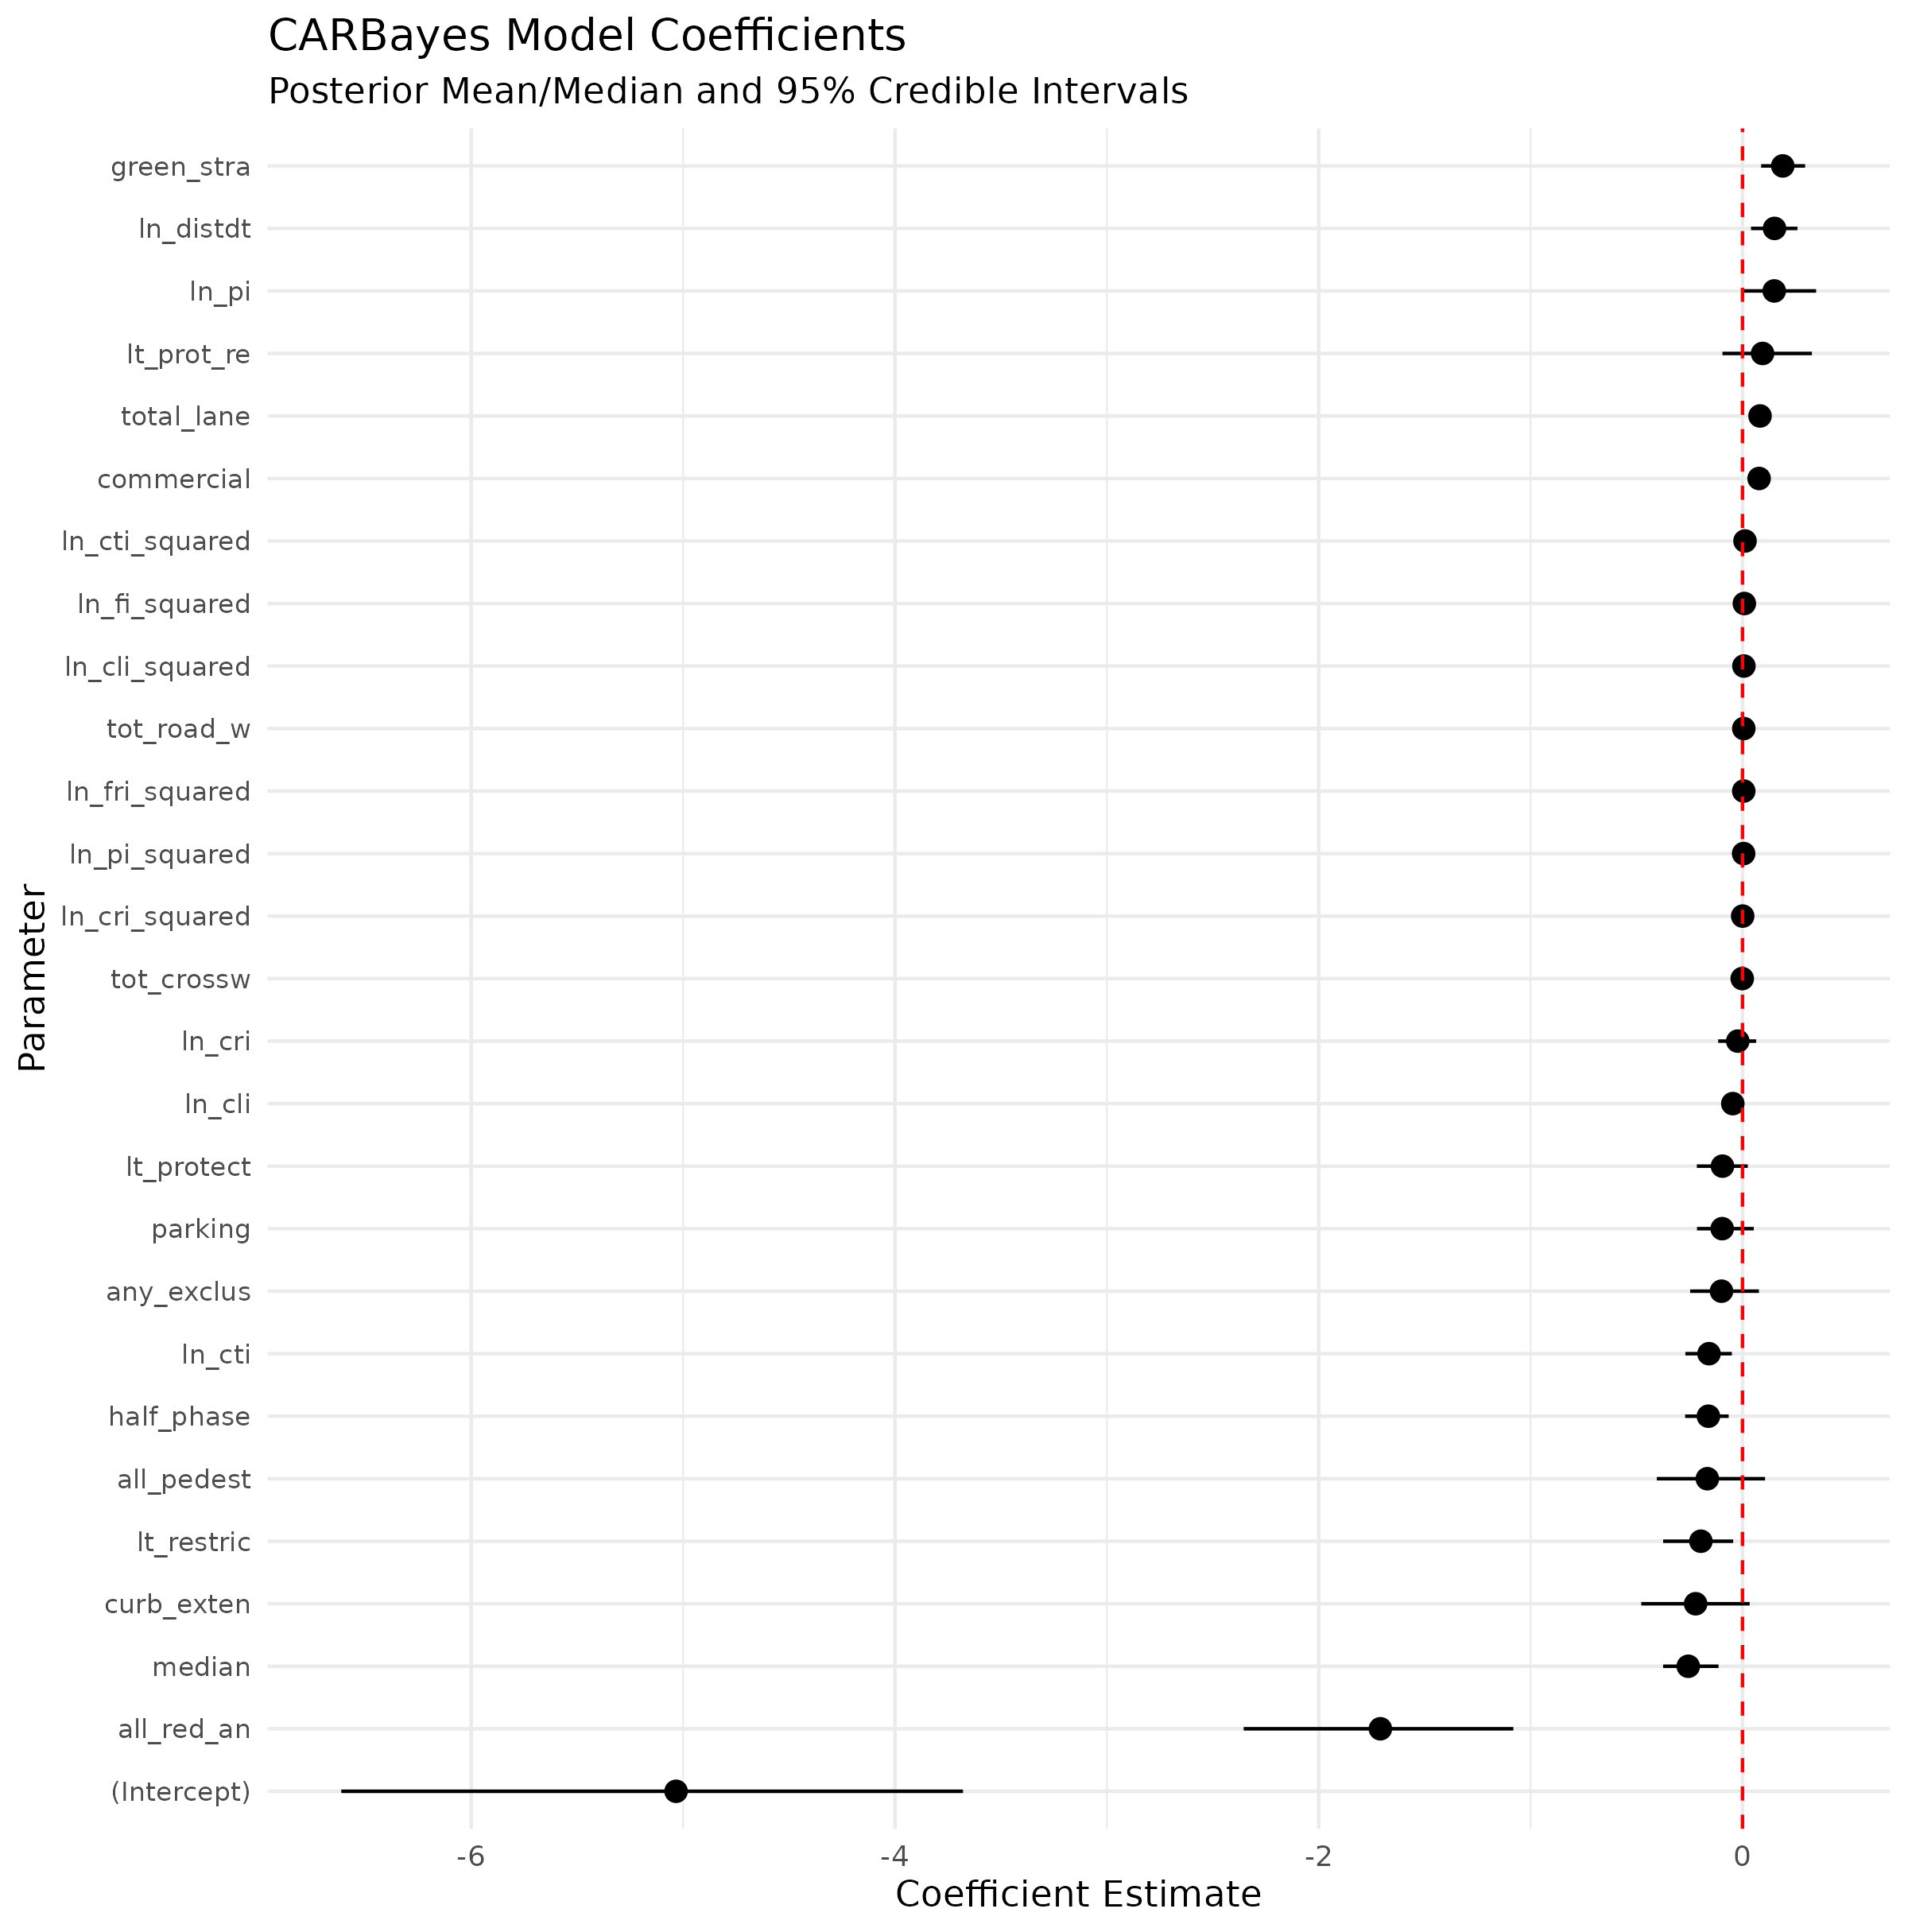 CARBayes Model Coefficients
Posterior Mean/Median and 95% Credible Intervals
green_stra
ln_distdt
ln_pi
lt_prot_re
total_lane
commercial
ln_cti_squared
ln_fi_squared
ln_cli_squared
tot_road_w
ln_fri_squared
ln_pi_squared
ln_cri_squared
tot_crossw
ln_cri
ln_cli
lt_protect
parking
any_exclus
ln_cti
half_phase
all_pedest
lt_restric
curb_exten
median
all_red_an
(Intercept)
Parameter
-6 -4 -2 0
Coefficient Estimate